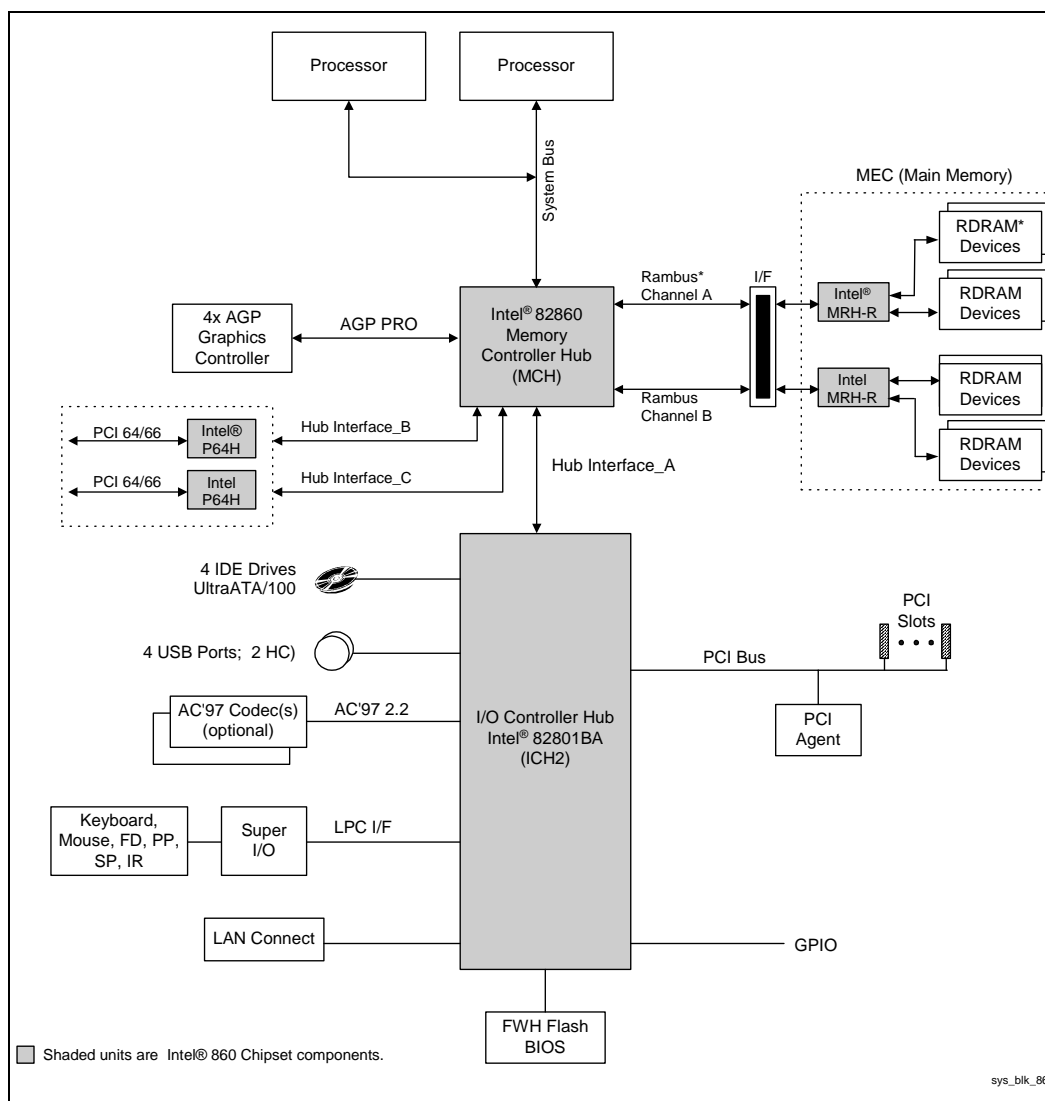 Processor
Processor
System Bus
MEC (Main Memory)
RDRAM*
Devices
Rambus*
Channel A
I/F
Intel® 82860
Memory
Controller Hub
(MCH)
Intel®
MRH-R
RDRAM
Devices
4x AGP
Graphics
Controller
AGP PRO
Rambus
Channel B
Intel
MRH-R
RDRAM
Devices
RDRAM
Devices
PCI 64/66
Intel®
P64H
Hub Interface_B
PCI 64/66
Intel
P64H
Hub Interface_C
Hub Interface_A
4 IDE Drives
UltraATA/100
4 USB Ports; 2 HC)
PCI
Slots
PCI Bus
AC'97 Codec(s)
(optional)
AC'97 2.2
I/O Controller Hub
Intel® 82801BA
(ICH2)
PCI
Agent
Keyboard,
Mouse, FD, PP,
SP, IR
Super
I/O
LPC I/F
LAN Connect
GPIO
FWH Flash
BIOS
Shaded units are Intel® 860 Chipset components.
sys_blk_86